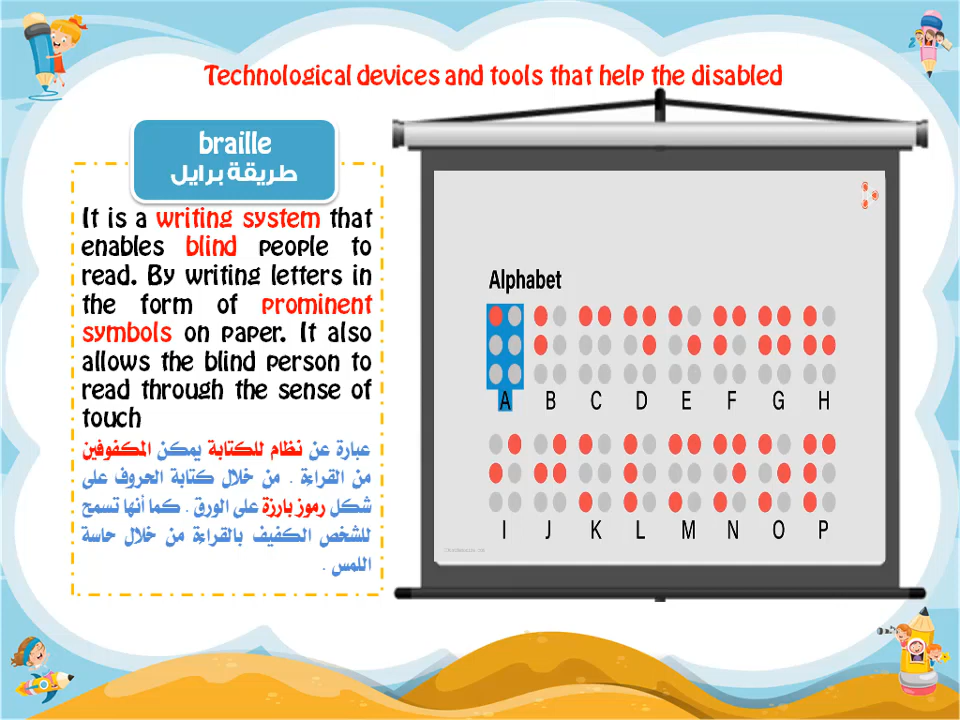 Technological devices and tools that help the disabled
braille
طريقة برايل
It is a writing system that
enables blind people to
read. By writing letters in
the form of prominent
symbols on paper. It also
allows the blind person to
read through the sense of
touch
عبارة عن نظام للكتابة يمكن المكفوفين
من القراءة . من خلال كتابة الحروف على
شكل رموز بارزة على الورق . كما أنها تسمح
للشخص الكفيف بالقراءة من خلال حاسة
اللمس .
Alphabet
A B C D E F G H
I J K L M N O P